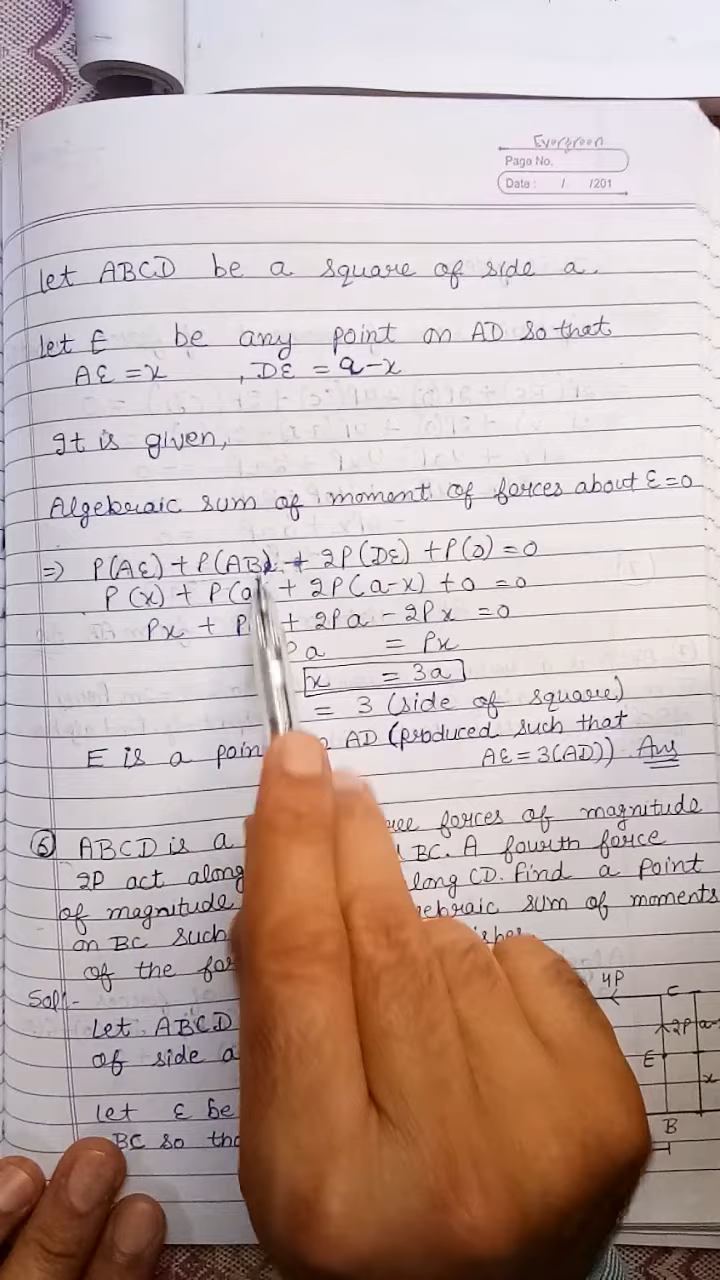 Evergreen
Page No.
Date : / /201
Let ABCD be a square of side a.
Let E be any point on AD so that
AE = x , DE = a-x
It is given,
Algebraic sum of moment of forces about E = 0
=) P(AE) + P(AB) + 2P(DE) + P(0) = 0
P(x) + P(a + 2P(a-x) + 0 = 0
Px + P + 2Pa - 2Px = 0
a = Px
x = 3a
= 3 (side of square)
E is a AD (produced such that
AE = 3(AD)) Ans
6 ABCD is a forces of magnitude
2P act along BC. A fourth force
of magnitude long CD. Find a point
on BC such sum of moments
of the
Sol:-
4P C
Let ABCD
2P
of side a
E
x
Let E be
B
BC so